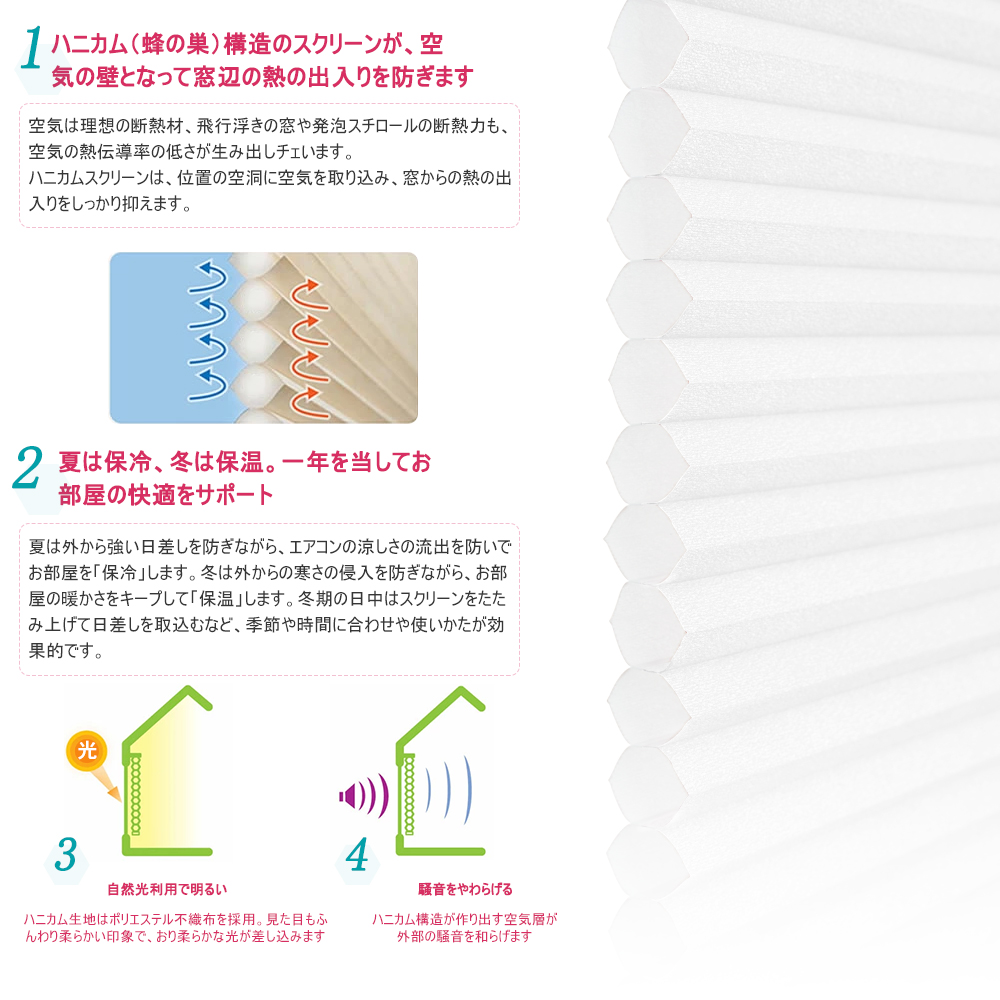 1
ハニカム（蜂の巣）構造のスクリーンが、空
気の壁となって窓辺の熱の出入りを防ぎます
空気は理想の断熱材、飛行浮きの窓や発泡スチロールの断熱力も、
空気の熱伝導率の低さが生み出しチェいます。
ハニカムスクリーンは、位置の空洞に空気を取り込み、窓からの熱の出
入りをしっかり抑えます。
2
夏は保冷、冬は保温。一年を当してお
部屋の快適をサポート
夏は外から強い日差しを防ぎながら、エアコンの涼しさの流出を防いで
お部屋を「保冷」します。冬は外からの寒さの侵入を防ぎながら、お部
屋の暖かさをキープして「保温」します。冬期の日中はスクリーンをたた
み上げて日差しを取込むなど、季節や時間に合わせや使いかたが効
果的です。
光
3
自然光利用で明るい
ハニカム生地はポリエステル不織布を採用。見た目もふ
んわり柔らかい印象で、おり柔らかな光が差し込みます
4
騒音をやわらげる
ハニカム構造が作り出す空気層が
外部の騒音を和らげます